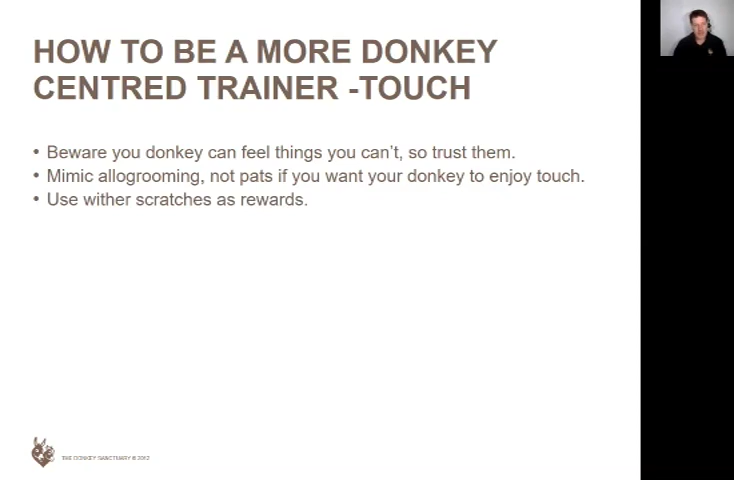 HOW TO BE A MORE DONKEY
CENTRED TRAINER -TOUCH
• Beware you donkey can feel things you can't, so trust them.
• Mimic allogrooming, not pats if you want your donkey to enjoy touch.
• Use wither scratches as rewards.
THE DONKEY SANCTUARY © 2012